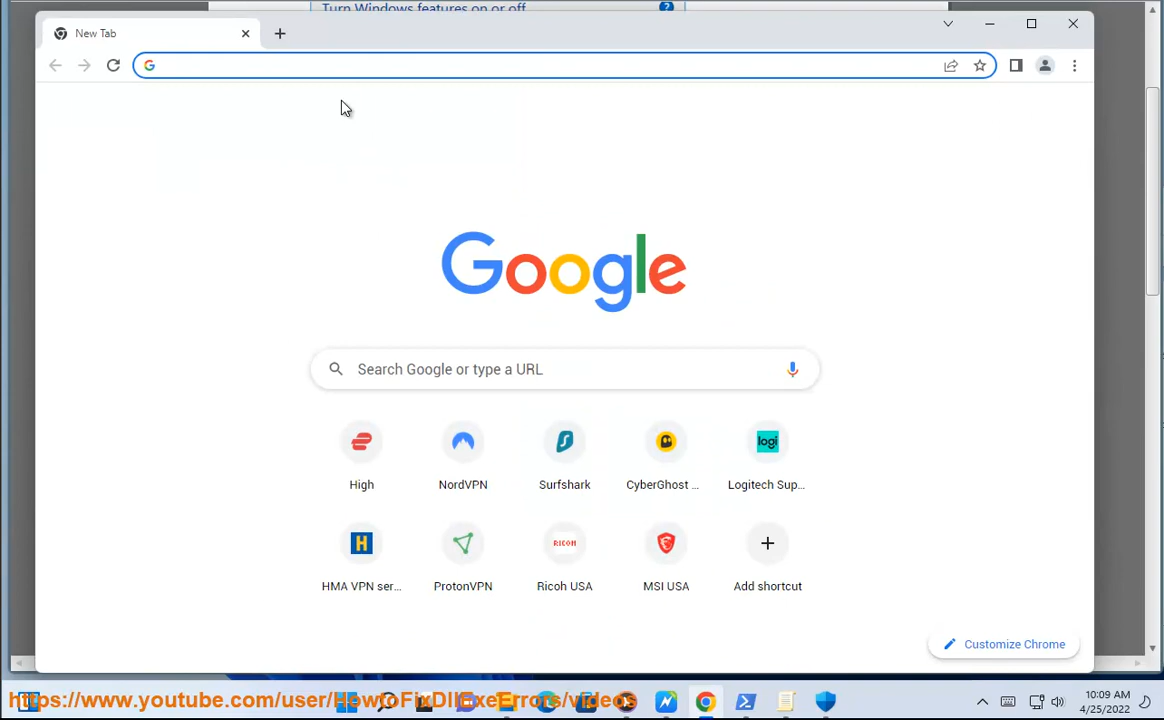 Turn Windows features on or off
New Tab
Google
Search Google or type a URL
High
NordVPN
Surfshark
CyberGhost ...
logi
Logitech Sup...
H
HMA VPN ser...
ProtonVPN
RICOH
Ricoh USA
MSI USA
Add shortcut
Customize Chrome
https://www.youtube.com/user/HowtoFixDllExeErrors/videos
10:09 AM
4/25/2022